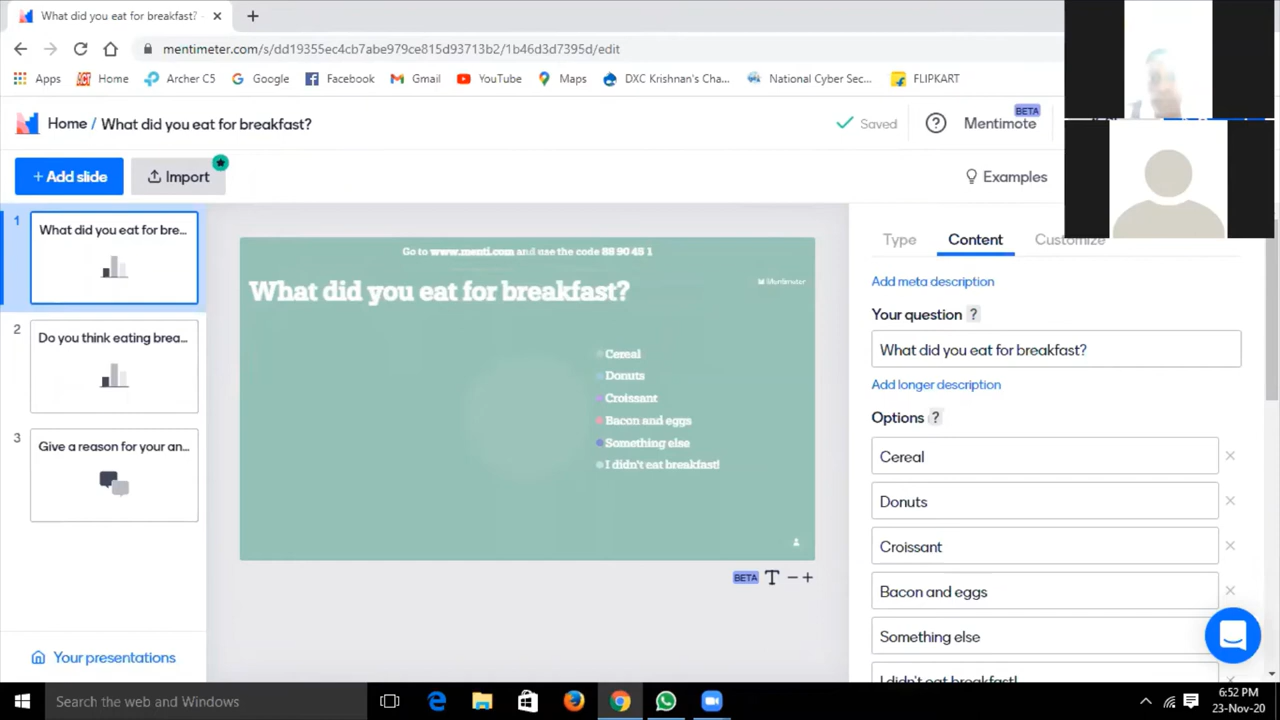 What did you eat for breakfast? -
mentimeter.com/s/dd19355ec4cb7abe979ce815d93713b2/1b46d3d7395d/edit
Apps Home Archer C5 Google Facebook Gmail YouTube Maps DXC Krishnan's Cha... National Cyber Sec... FLIPKART
Home / What did you eat for breakfast?
Saved
Mentimote
BETA
+ Add slide
Import
Examples
1
What did you eat for bre...
2
Do you think eating brea...
3
Give a reason for your an...
Your presentations
Go to www.menti.com and use the code 88 90 45 1
What did you eat for breakfast?
Mentimeter
Cereal
Donuts
Croissant
Bacon and eggs
Something else
I didn't eat breakfast!
BETA T − +
Type Content Customize
Add meta description
Your question ?
What did you eat for breakfast?
Add longer description
Options ?
Cereal
Donuts
Croissant
Bacon and eggs
Something else
I didn't eat breakfast!
Search the web and Windows
6:52 PM
23-Nov-20